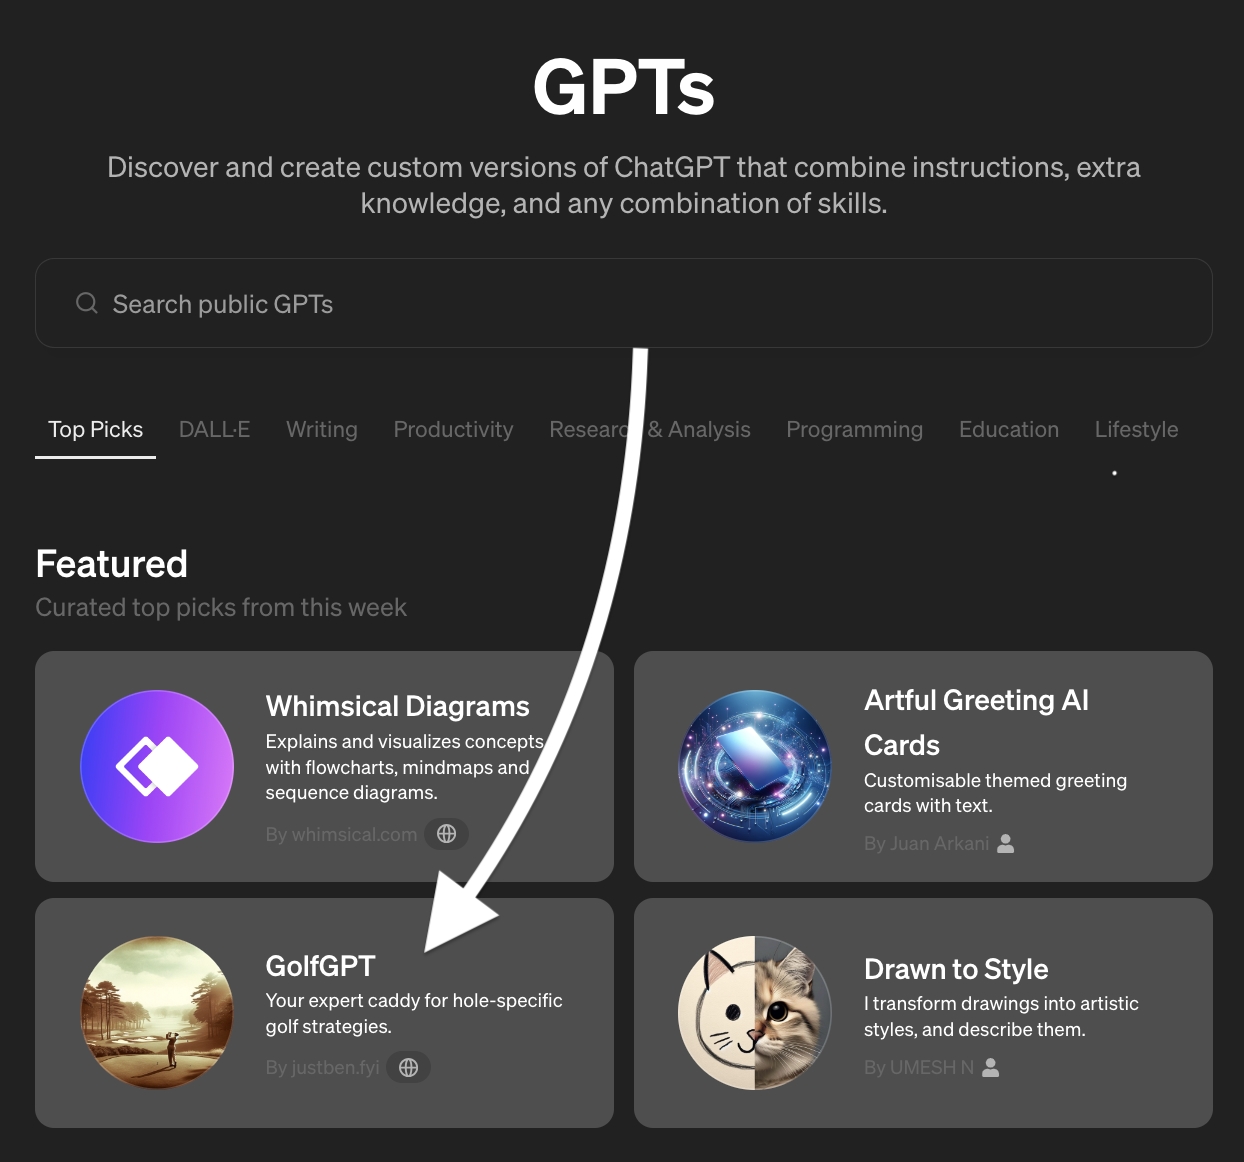 GPTs
Discover and create custom versions of ChatGPT that combine instructions, extra
knowledge, and any combination of skills.
Search public GPTs
Top Picks DALL·E Writing Productivity Research & Analysis Programming Education Lifestyle
Featured
Curated top picks from this week
Whimsical Diagrams
Explains and visualizes concepts
with flowcharts, mindmaps and
sequence diagrams.
By whimsical.com
Artful Greeting AI
Cards
Customisable themed greeting
cards with text.
By Juan Arkani
GolfGPT
Your expert caddy for hole-specific
golf strategies.
By justben.fyi
Drawn to Style
I transform drawings into artistic
styles, and describe them.
By UMESH N